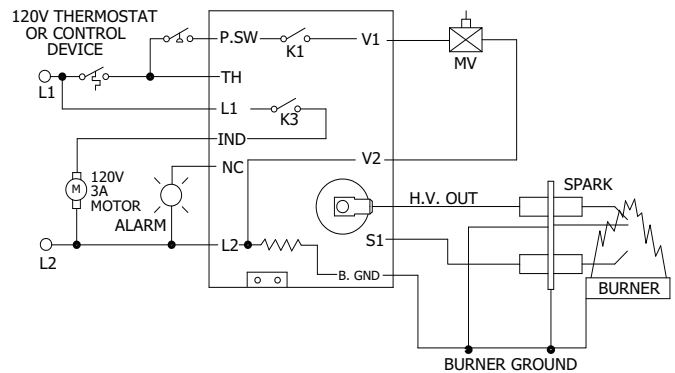 120V THERMOSTAT
OR CONTROL
DEVICE
P.SW
K1
V1
MV
L1
TH
L1
K3
IND
NC
V2
M
120V
3A
MOTOR
ALARM
H.V. OUT
SPARK
L2
L2
S1
B. GND
BURNER
BURNER GROUND